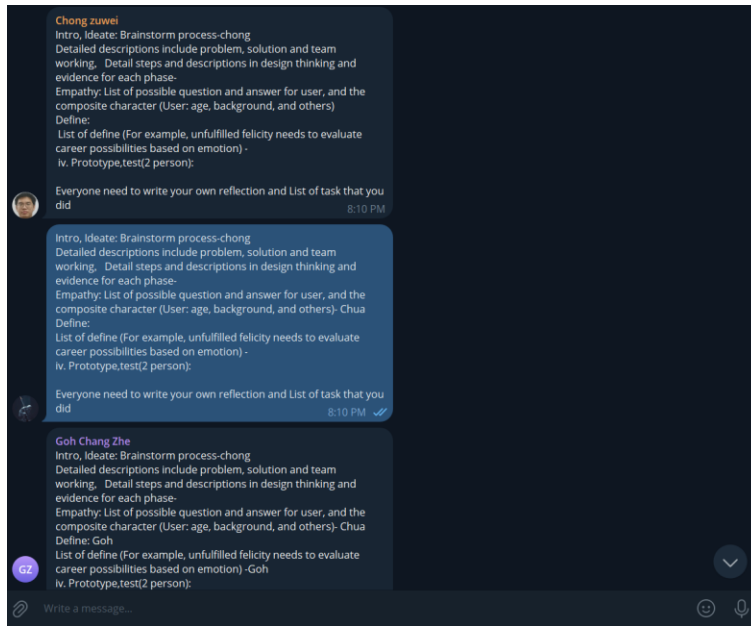 Chong zuwei
Intro, Ideate: Brainstorm process-chong
Detailed descriptions include problem, solution and team
working,   Detail steps and descriptions in design thinking and
evidence for each phase-
Empathy: List of possible question and answer for user, and the
composite character (User: age, background, and others)
Define:
List of define (For example, unfulfilled felicity needs to evaluate
career possibilities based on emotion) -
iv. Prototype,test(2 person):
Everyone need to write your own reflection and List of task that you
did
8:10 PM
Intro, Ideate: Brainstorm process-chong
Detailed descriptions include problem, solution and team
working,   Detail steps and descriptions in design thinking and
evidence for each phase-
Empathy: List of possible question and answer for user, and the
composite character (User: age, background, and others)- Chua
Define:
List of define (For example, unfulfilled felicity needs to evaluate
career possibilities based on emotion) -
iv. Prototype,test(2 person):
Everyone need to write your own reflection and List of task that you
did
8:10 PM
Goh Chang Zhe
Intro, Ideate: Brainstorm process-chong
Detailed descriptions include problem, solution and team
working,   Detail steps and descriptions in design thinking and
evidence for each phase-
Empathy: List of possible question and answer for user, and the
composite character (User: age, background, and others)- Chua
Define: Goh
List of define (For example, unfulfilled felicity needs to evaluate
GZ
career possibilities based on emotion) -Goh
iv. Prototype,test(2 person):
Write a message...